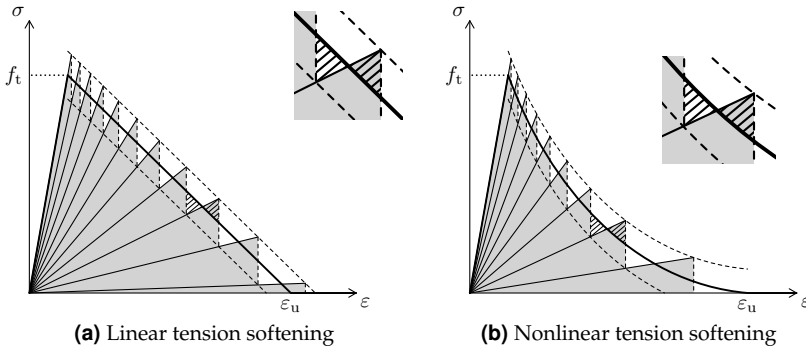 σ
f_t
ε_u
ε
(a) Linear tension softening
σ
f_t
ε_u
ε
(b) Nonlinear tension softening